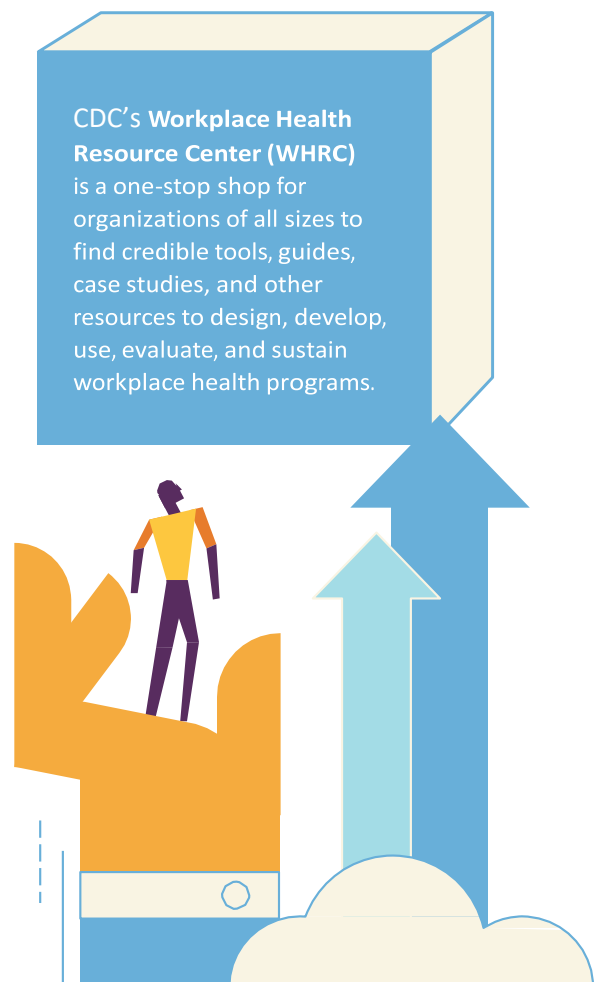 CDC’s Workplace Health
Resource Center (WHRC)
is a one-stop shop for
organizations of all sizes to
find credible tools, guides,
case studies, and other
resources to design, develop,
use, evaluate, and sustain
workplace health programs.